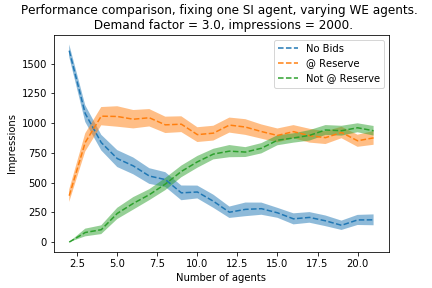 Performance comparison, fixing one SI agent, varying WE agents.
Demand factor = 3.0, impressions = 2000.
No Bids
@ Reserve
Not @ Reserve
Impressions
1500
1250
1000
750
500
250
0
2.5 5.0 7.5 10.0 12.5 15.0 17.5 20.0
Number of agents